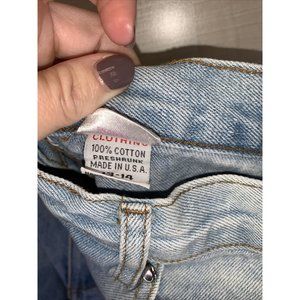 CLOTHING
100% COTTON
PRESHRUNK
MADE IN U.S.A.